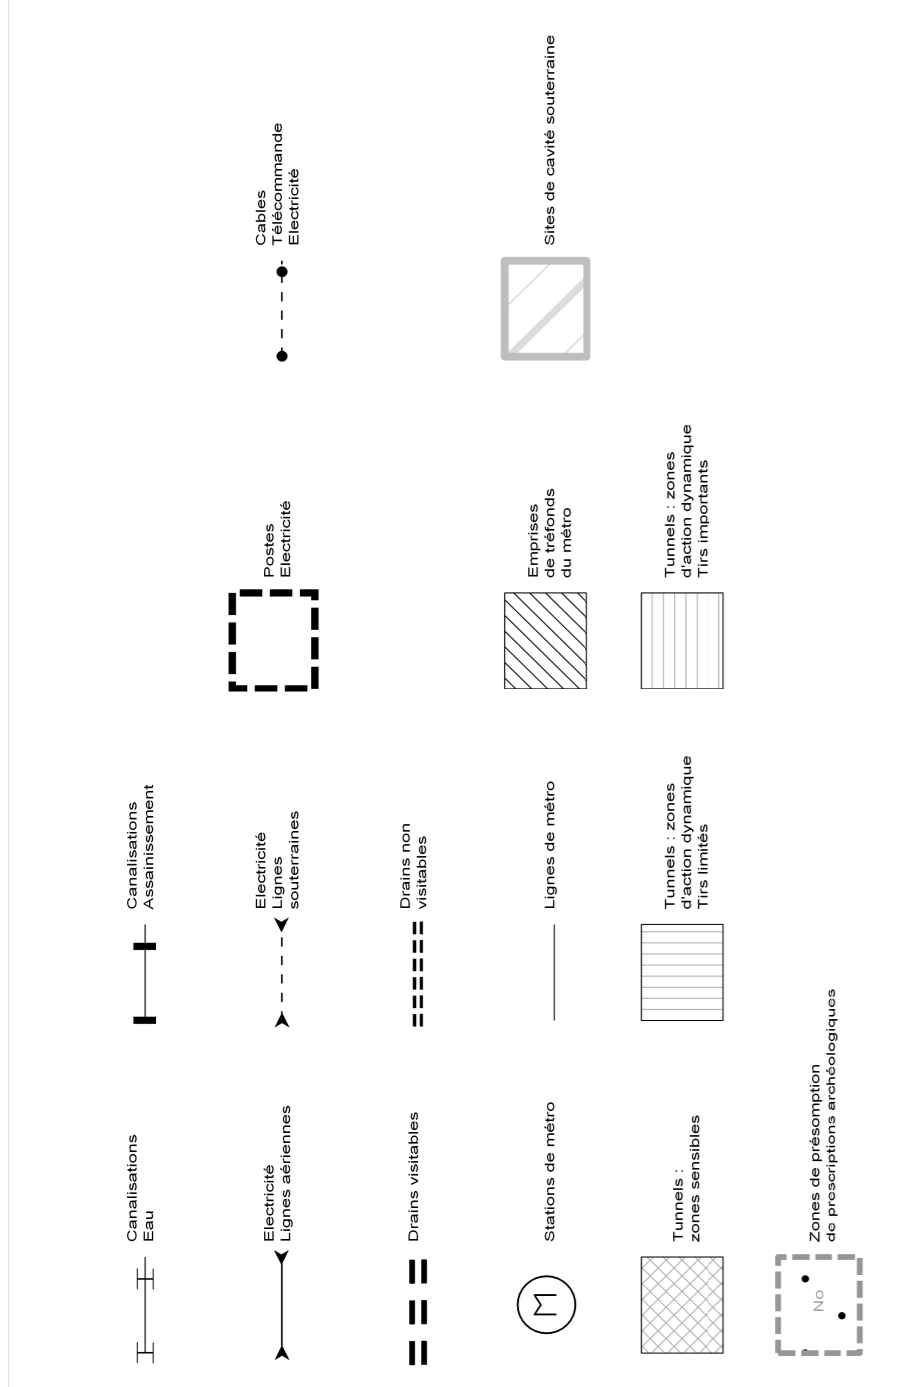 Canalisations
Eau
Canalisations
Assainissement
Electricité
Lignes aériennes
Electricité
Lignes
souterraines
Postes
Electricité
Cables
Télécommande
Electricité
Drains visitables
Drains non
visitables
M
Stations de métro
Lignes de métro
Emprises
de tréfonds
du métro
Sites de cavité souterraine
Tunnels :
zones sensibles
Tunnels : zones
d'action dynamique
Tirs limités
Tunnels : zones
d'action dynamique
Tirs importants
No
Zones de présomption
de prescriptions archéologiques